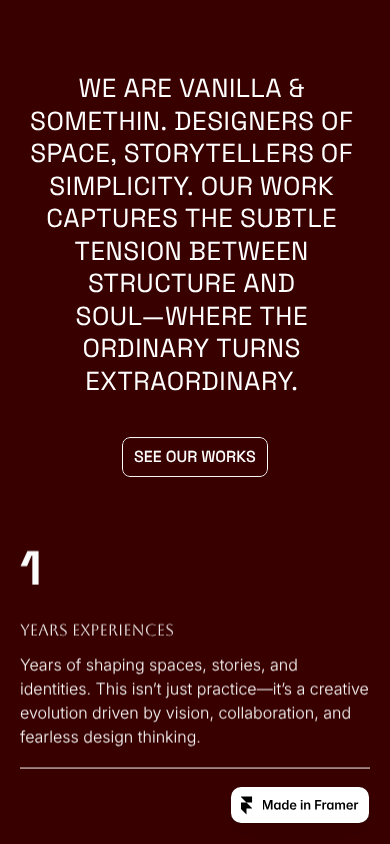 WE ARE VANILLA &
SOMETHIN. DESIGNERS OF
SPACE, STORYTELLERS OF
SIMPLICITY. OUR WORK
CAPTURES THE SUBTLE
TENSION BETWEEN
STRUCTURE AND
SOUL—WHERE THE
ORDINARY TURNS
EXTRAORDINARY.
SEE OUR WORKS
1
YEARS EXPERIENCES
Years of shaping spaces, stories, and
identities. This isn’t just practice—it’s a creative
evolution driven by vision, collaboration, and
fearless design thinking.
Made in Framer